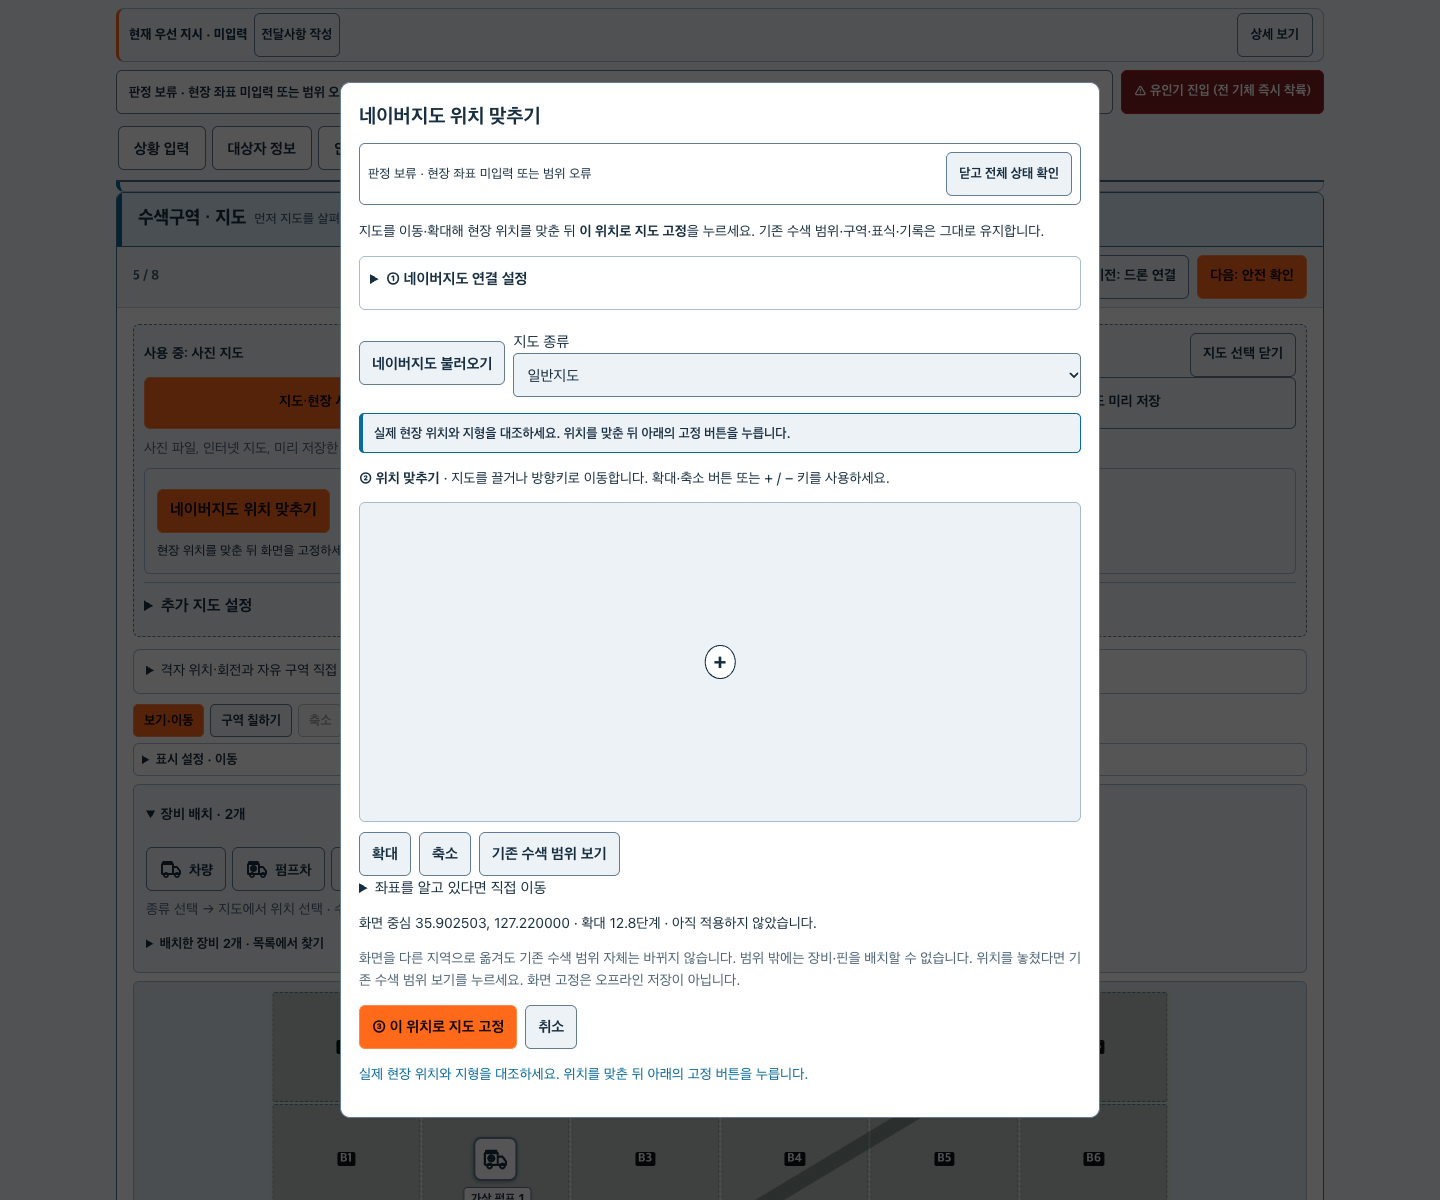 현재 우선 지시 · 미입력
전달사항 작성
상세 보기
판정 보류 · 현장 좌표 미입력 또는 범위 오
⚠ 유인기 진입 (전 기체 즉시 착륙)
상황 입력
대상자 정보
수색구역 · 지도
5 / 8
이전: 드론 연결
다음: 안전 확인
사용 중: 사진 지도
지도 선택 닫기
지도·현장
미리 저장
사진 파일, 인터넷 지도, 미리 저장한
네이버지도 위치 맞추기
현장 위치를 맞춘 뒤 화면을 고정하세
▶ 추가 지도 설정
▶ 격자 위치·회전과 자유 구역 직접
보기·이동
구역 칠하기
축소
▶ 표시 설정 · 이동
▼ 장비 배치 · 2개
차량
펌프차
종류 선택 → 지도에서 위치 선택 ·
▶ 배치한 장비 2개 · 목록에서 찾기
네이버지도 위치 맞추기
판정 보류 · 현장 좌표 미입력 또는 범위 오류
닫고 전체 상태 확인
지도를 이동·확대해 현장 위치를 맞춘 뒤 이 위치로 지도 고정을 누르세요. 기존 수색 범위·구역·표식·기록은 그대로 유지합니다.
▶ ① 네이버지도 연결 설정
네이버지도 불러오기
지도 종류
일반지도
실제 현장 위치와 지형을 대조하세요. 위치를 맞춘 뒤 아래의 고정 버튼을 누릅니다.
② 위치 맞추기 · 지도를 끌거나 방향키로 이동합니다. 확대·축소 버튼 또는 + / − 키를 사용하세요.
+
확대
축소
기존 수색 범위 보기
▶ 좌표를 알고 있다면 직접 이동
화면 중심 35.902503, 127.220000 · 확대 12.8단계 · 아직 적용하지 않았습니다.
화면을 다른 지역으로 옮겨도 기존 수색 범위 자체는 바뀌지 않습니다. 범위 밖에는 장비·핀을 배치할 수 없습니다. 위치를 놓쳤다면 기
존 수색 범위 보기를 누르세요. 화면 고정은 오프라인 저장이 아닙니다.
③ 이 위치로 지도 고정
취소
실제 현장 위치와 지형을 대조하세요. 위치를 맞춘 뒤 아래의 고정 버튼을 누릅니다.
B1
B3
B4
B5
B6
가상 펌프 1